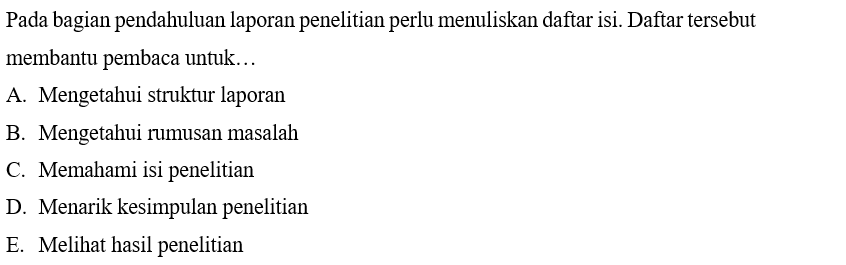 Pada bagian pendahuluan laporan penelitian perlu menuliskan daftar isi. Daftar tersebut
membantu pembaca untuk…
A. Mengetahui struktur laporan
B. Mengetahui rumusan masalah
C. Memahami isi penelitian
D. Menarik kesimpulan penelitian
E. Melihat hasil penelitian